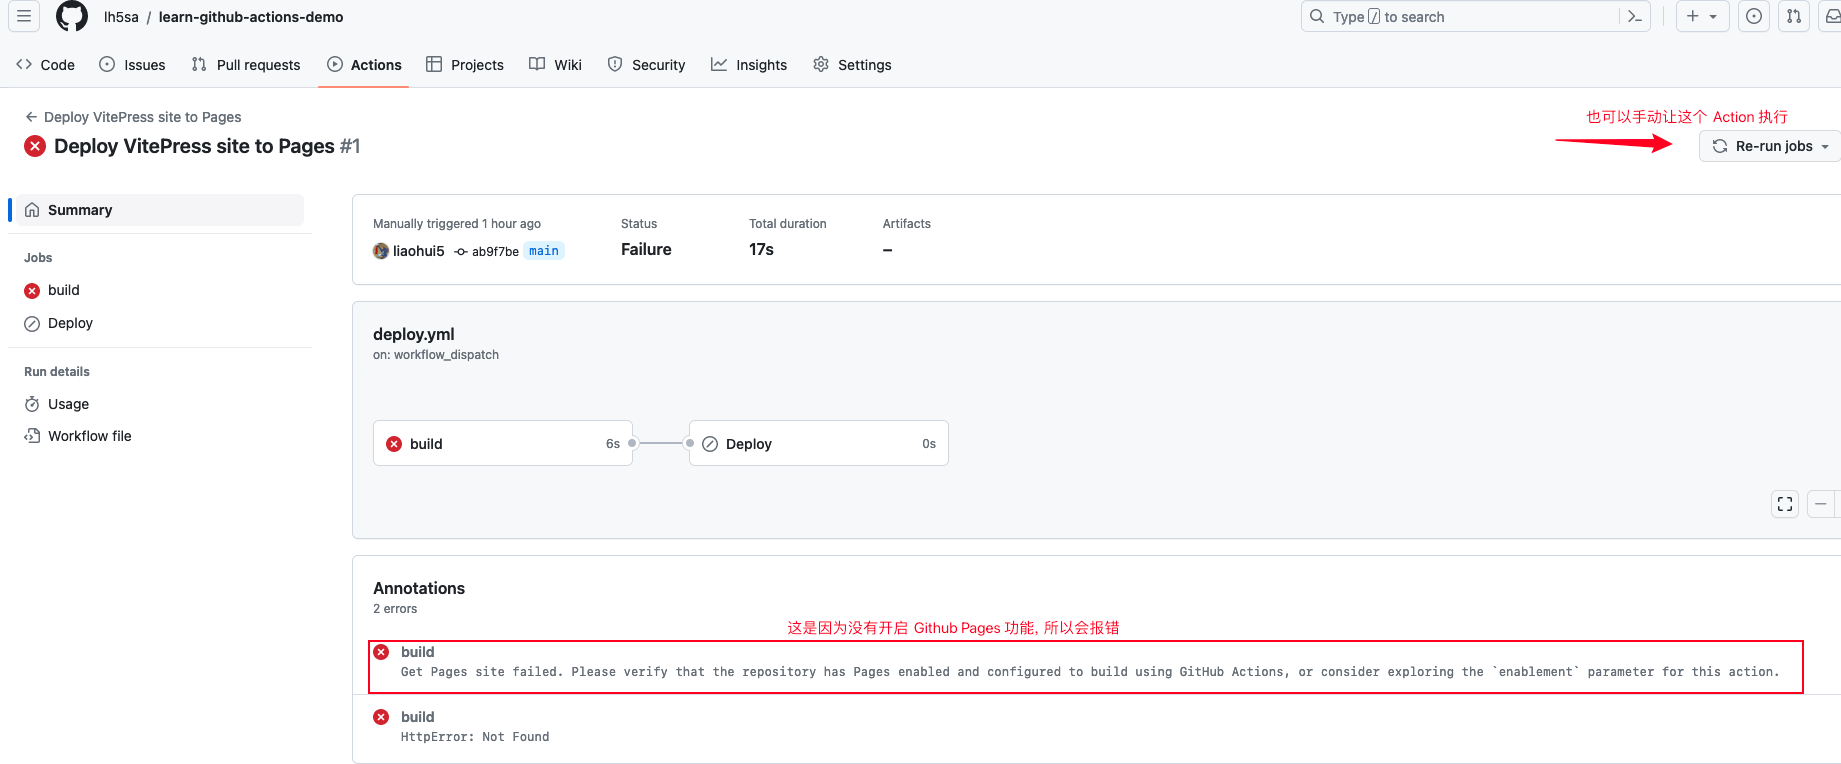 lh5sa / learn-github-actions-demo
Type / to search
Code Issues Pull requests Actions Projects Wiki Security Insights Settings
Deploy VitePress site to Pages
也可以手动让这个 Action 执行
Deploy VitePress site to Pages #1
Re-run jobs
Summary
Jobs
build
Deploy
Run details
Usage
Workflow file
Manually triggered 1 hour ago
liaohui5 ab9f7be main
Status
Failure
Total duration
17s
Artifacts
–
deploy.yml
on: workflow_dispatch
build 6s
Deploy 0s
Annotations
2 errors
这是因为没有开启 Github Pages 功能, 所以会报错
build
Get Pages site failed. Please verify that the repository has Pages enabled and configured to build using GitHub Actions, or consider exploring the `enablement` parameter for this action.
build
HttpError: Not Found